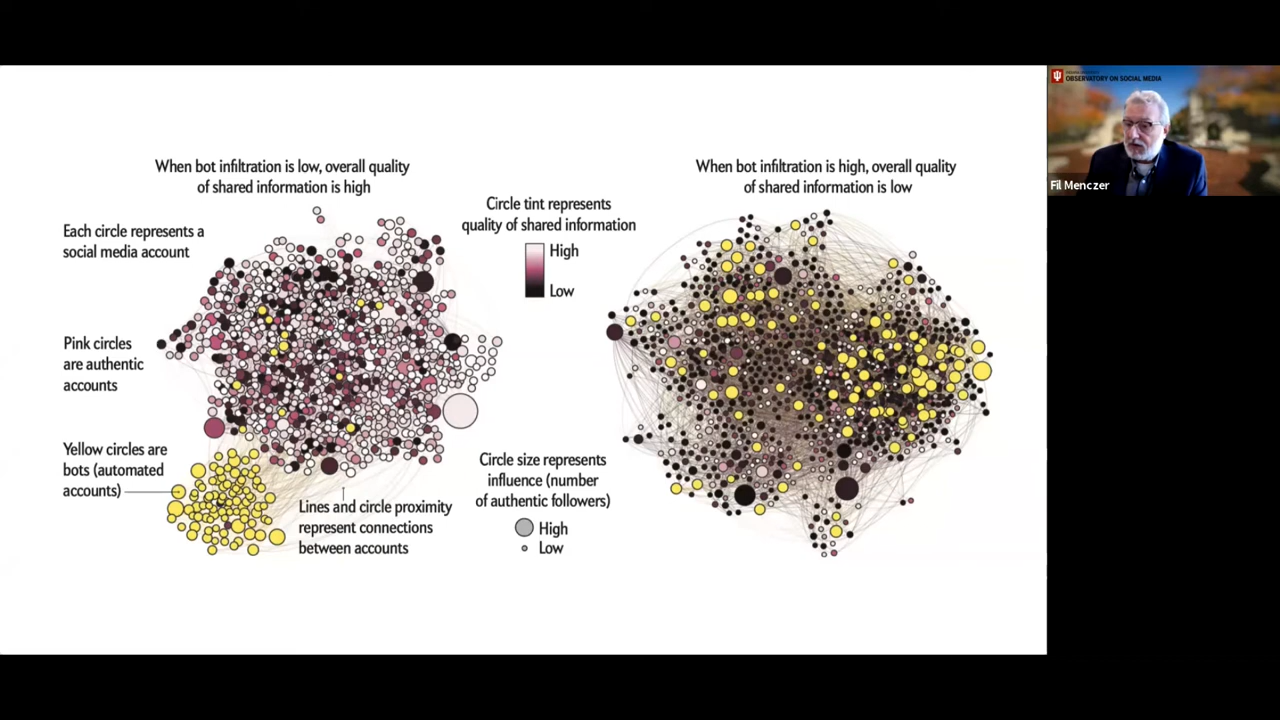 When bot infiltration is low, overall quality
of shared information is high
Each circle represents a
social media account
Pink circles
are authentic
accounts
Yellow circles are
bots (automated
accounts)
Lines and circle proximity
represent connections
between accounts
Circle tint represents
quality of shared information
High
Low
Circle size represents
influence (number
of authentic followers)
High
Low
When bot infiltration is high, overall quality
of shared information is low
OBSERVATORY ON SOCIAL MEDIA
Fil Menczer